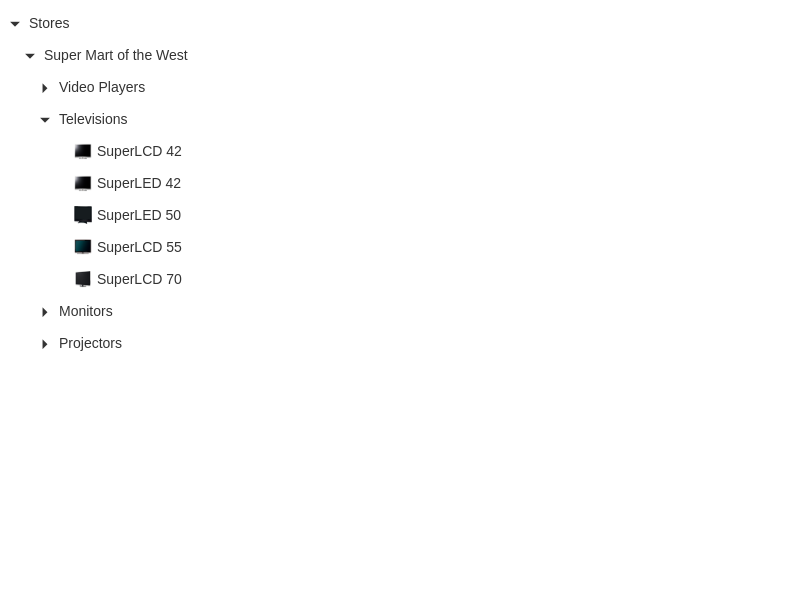 Stores
Super Mart of the West
Video Players
Televisions
SuperLCD 42
SuperLED 42
SuperLED 50
SuperLCD 55
SuperLCD 70
Monitors
Projectors